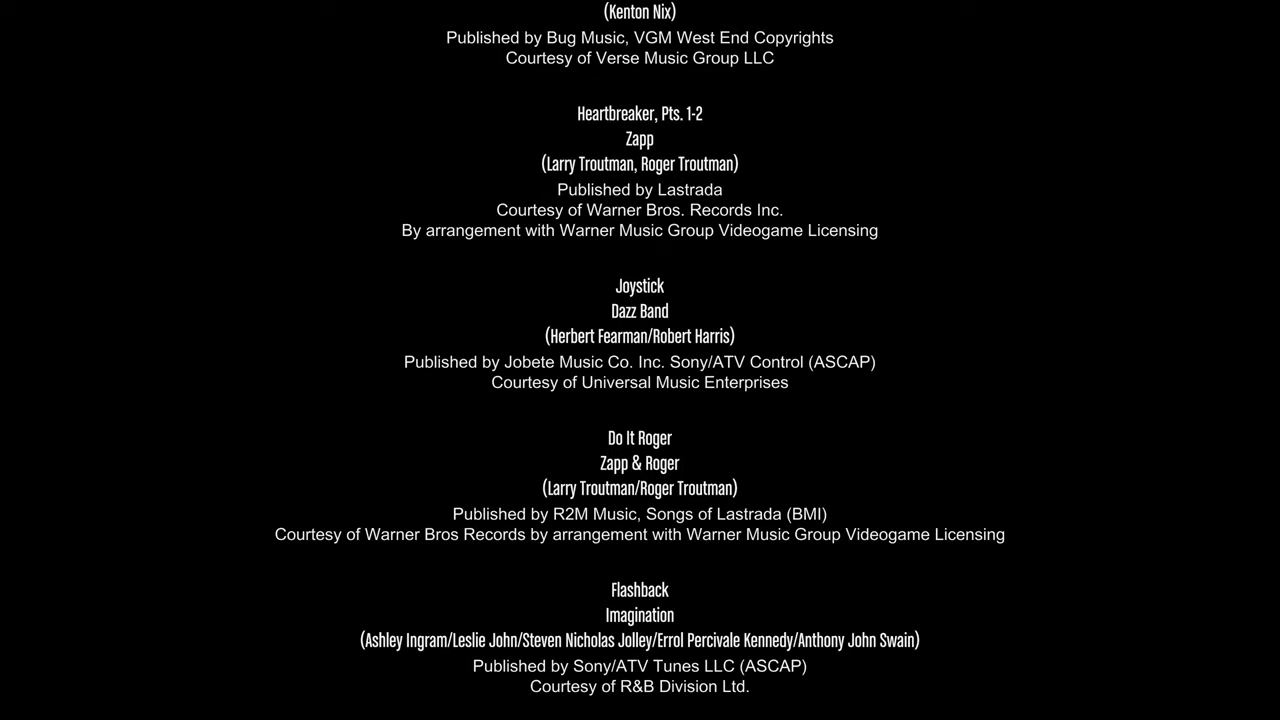 (Kenton Nix)
Published by Bug Music, VGM West End Copyrights
Courtesy of Verse Music Group LLC
Heartbreaker, Pts. 1-2
Zapp
(Larry Troutman, Roger Troutman)
Published by Lastrada
Courtesy of Warner Bros. Records Inc.
By arrangement with Warner Music Group Videogame Licensing
Joystick
Dazz Band
(Herbert Fearman/Robert Harris)
Published by Jobete Music Co. Inc. Sony/ATV Control (ASCAP)
Courtesy of Universal Music Enterprises
Do It Roger
Zapp & Roger
(Larry Troutman/Roger Troutman)
Published by R2M Music, Songs of Lastrada (BMI)
Courtesy of Warner Bros Records by arrangement with Warner Music Group Videogame Licensing
Flashback
Imagination
(Ashley Ingram/Leslie John/Steven Nicholas Jolley/Errol Percivale Kennedy/Anthony John Swain)
Published by Sony/ATV Tunes LLC (ASCAP)
Courtesy of R&B Division Ltd.